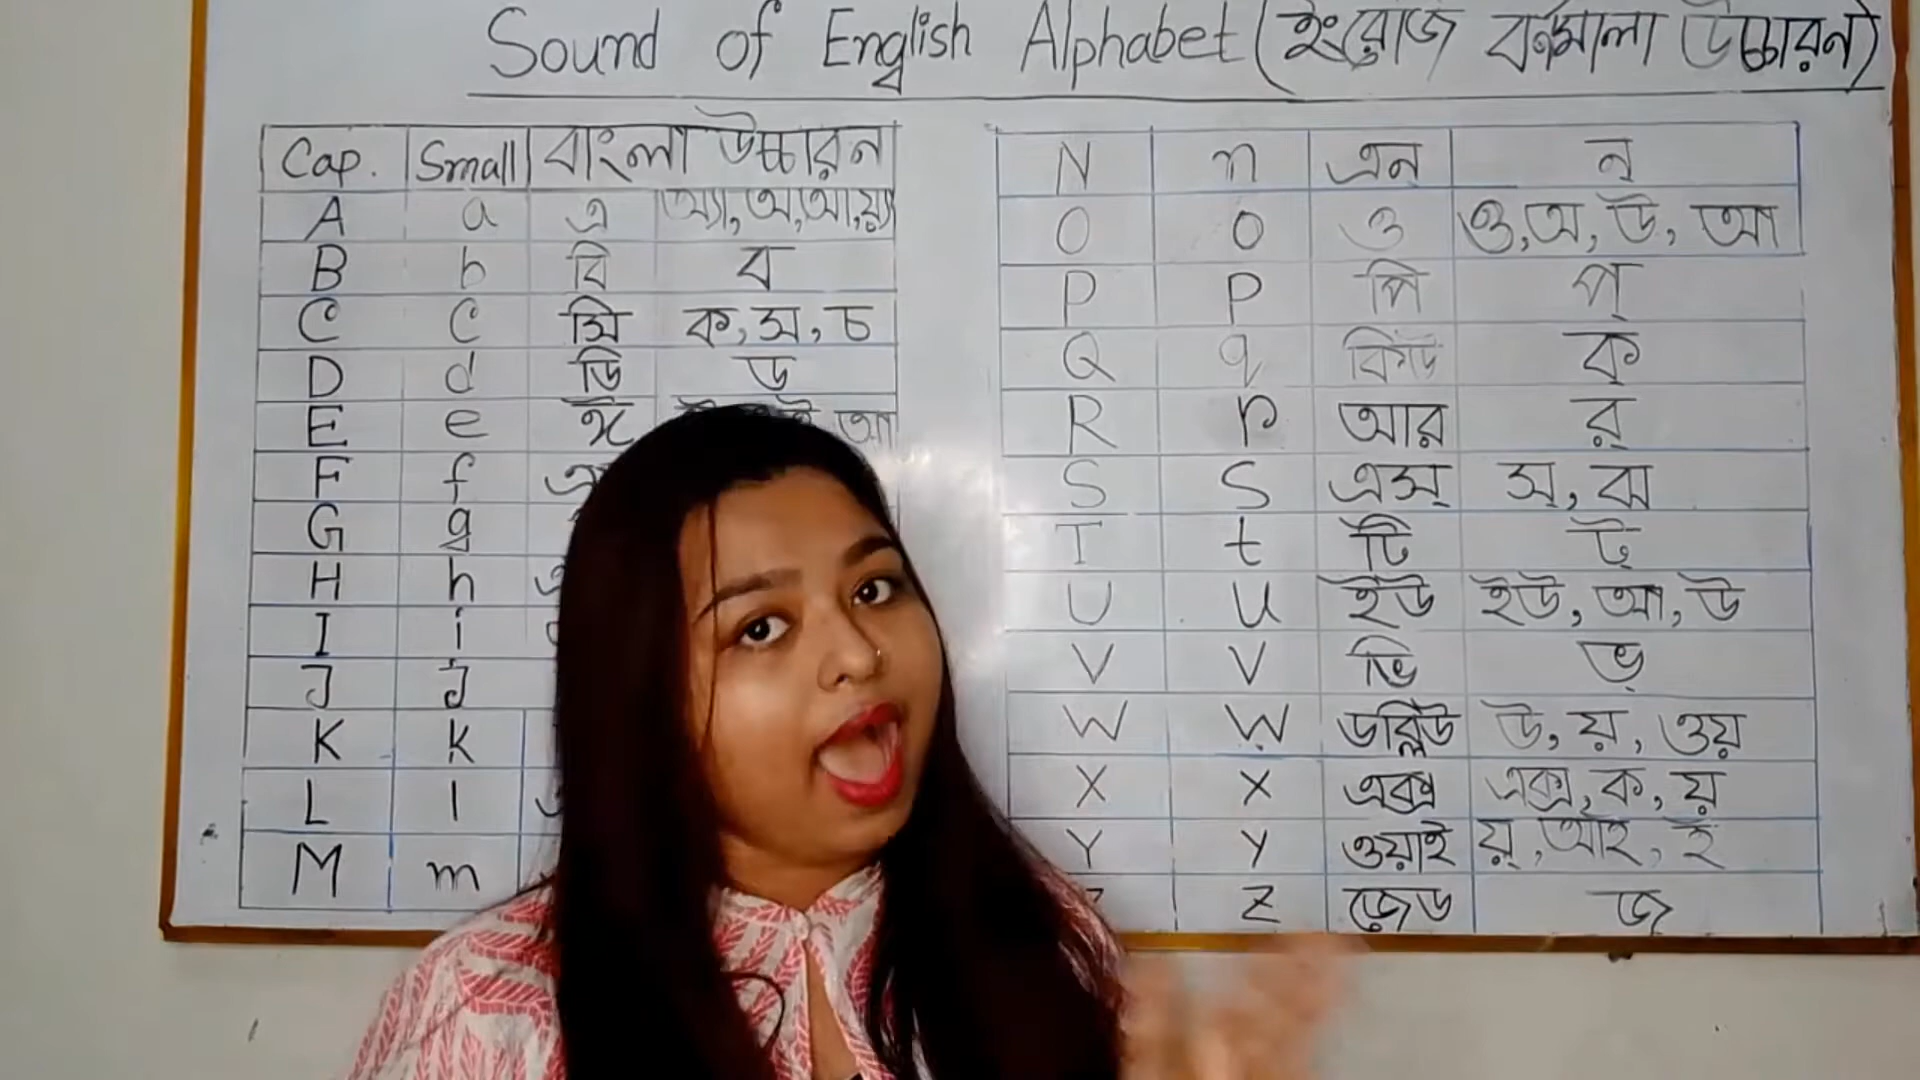 Sound of English Alphabet (ইংরেজি বর্নমালা উচ্চারন)
Cap. Small বাংলা উচ্চারন
A a এ অ্যা, অ, আ, য়্যা
B b বি ব
C c সি ক, স, চ
D d ডি ড
E e ঈ আ
F f
G g
H h
I i
J j
K k
L l
M m
N n এন্ ন্
O o ও ও, অ, উ, আ
P p পি প্
Q q কিউ ক্
R r আর র্
S s এস্ স্, ঝ
T t টি ট্
U u ইউ ইউ, আ, উ
V v ভি ভ্
W w ডব্লিউ উ, য়, ওয়
X x এক্স এক্স, ক, য়
Y y ওয়াই য়্, আই, ই
z জেড জ্